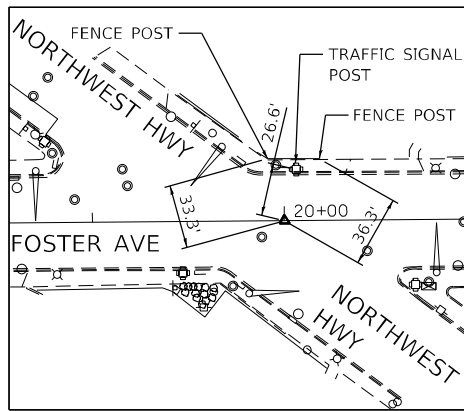 FENCE POST
NORTHWEST HWY
TRAFFIC SIGNAL
POST
FENCE POST
26.6'
33.3'
20+00
36.3'
FOSTER AVE
NORTHWEST
HWY